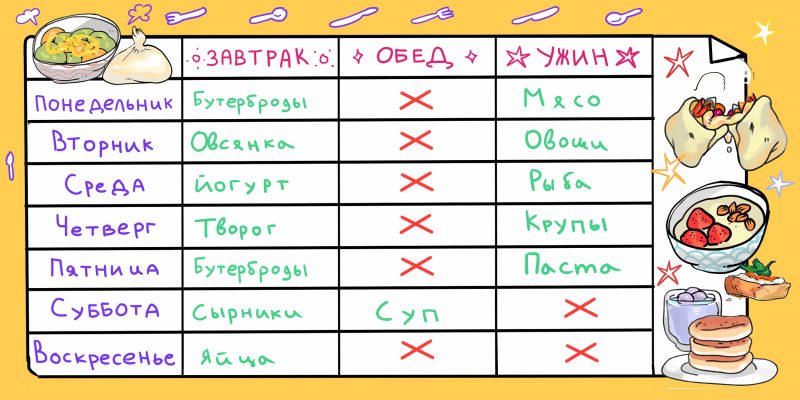 ЗАВТРАК ОБЕД УЖИН
Понедельник Бутерброды Мясо
Вторник Овсянка Овощи
Среда Йогурт Рыба
Четверг Творог Крупы
Пятница Бутерброды Паста
Суббота Сырники Суп
Воскресенье Яйца